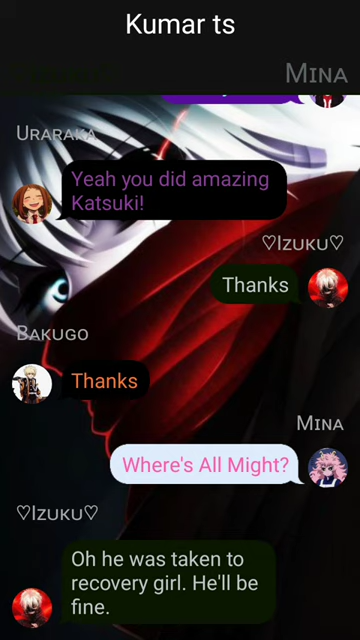 Kumar ts
Mina
Uraraka
Yeah you did amazing
Katsuki!
♡Izuku♡
Thanks
Bakugo
Thanks
Mina
Where's All Might?
♡Izuku♡
Oh he was taken to
recovery girl. He'll be
fine.